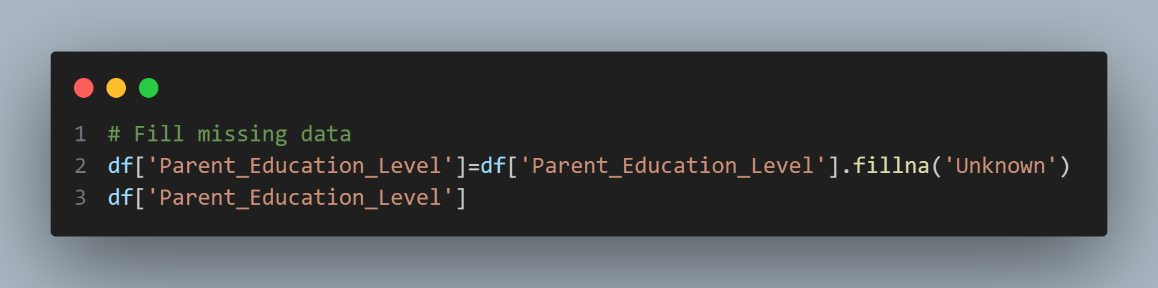 1 # Fill missing data
2 df['Parent_Education_Level']=df['Parent_Education_Level'].fillna('Unknown')
3 df['Parent_Education_Level']